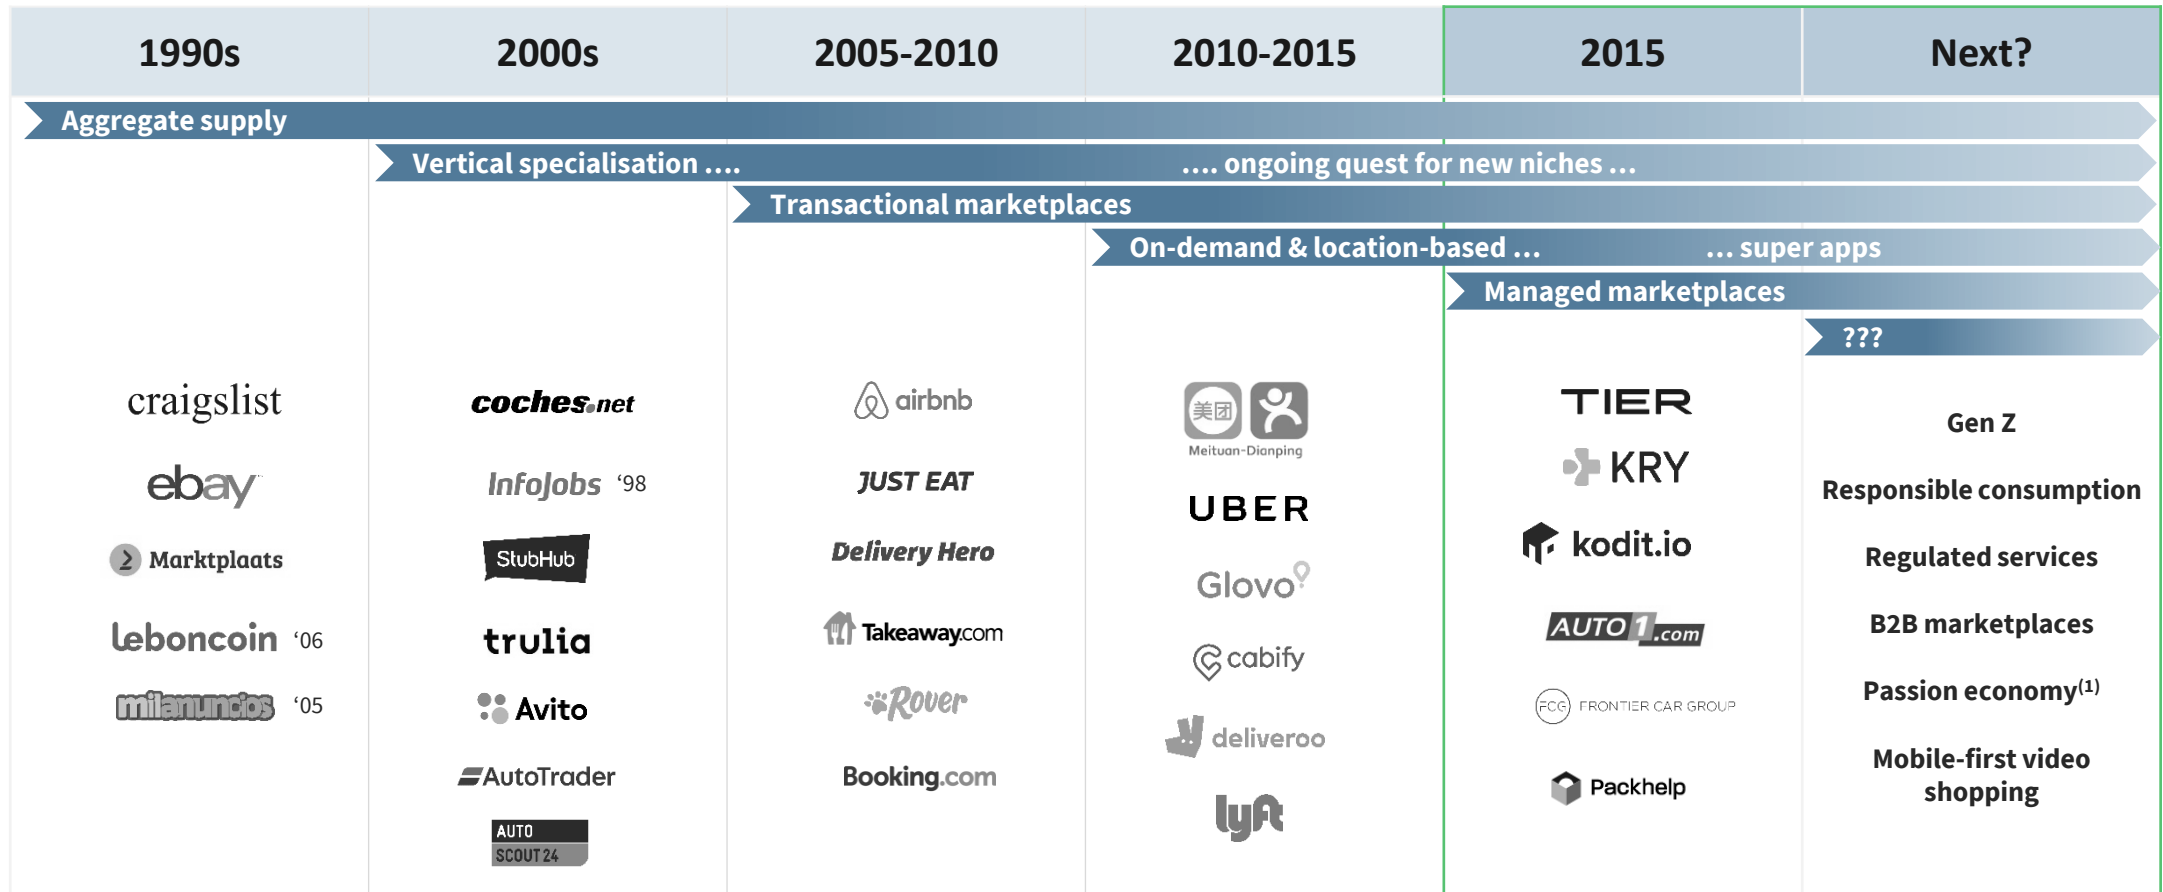 1990s
2000s
2005-2010
2010-2015
2015
Next?
Aggregate supply
Vertical specialisation ....
.... ongoing quest for new niches ...
Transactional marketplaces
On-demand & location-based ...
... super apps
Managed marketplaces
???
craigslist
ebay™
Marktplaats
leboncoin ‘06
milanuncios ‘05
coches.net
InfoJobs ‘98
StubHub
trulia
Avito
AutoTrader
AUTO
SCOUT24
airbnb
JUST EAT
Delivery Hero
Takeaway.com
Rover
Booking.com
美团
Meituan-Dianping
UBER
Glovo
cabify
deliveroo
lyft
TIER
KRY
kodit.io
AUTO1.com
FCG FRONTIER CAR GROUP
Packhelp
Gen Z
Responsible consumption
Regulated services
B2B marketplaces
Passion economy(1)
Mobile-first video
shopping